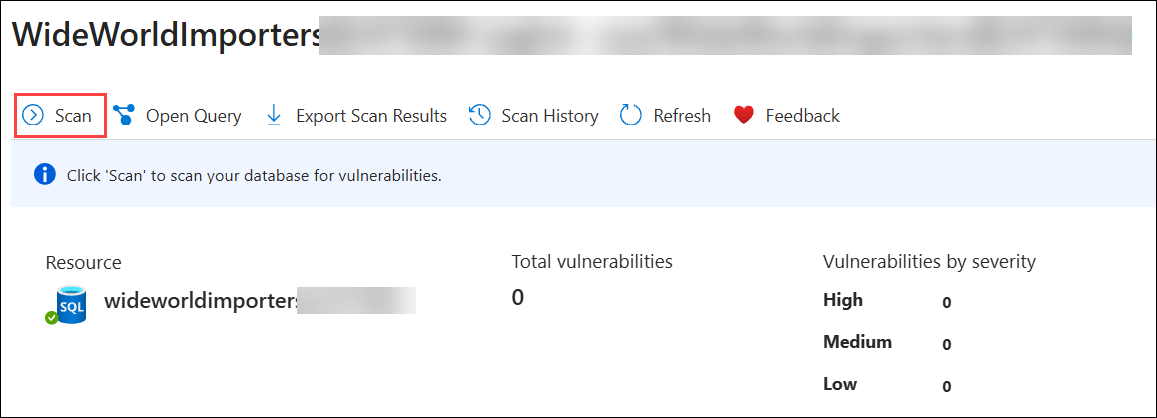 WideWorldImporters
Scan Open Query Export Scan Results Scan History Refresh Feedback
Click 'Scan' to scan your database for vulnerabilities.
Resource Total vulnerabilities Vulnerabilities by severity
SQL wideworldimporters 0 High 0
Medium 0
Low 0